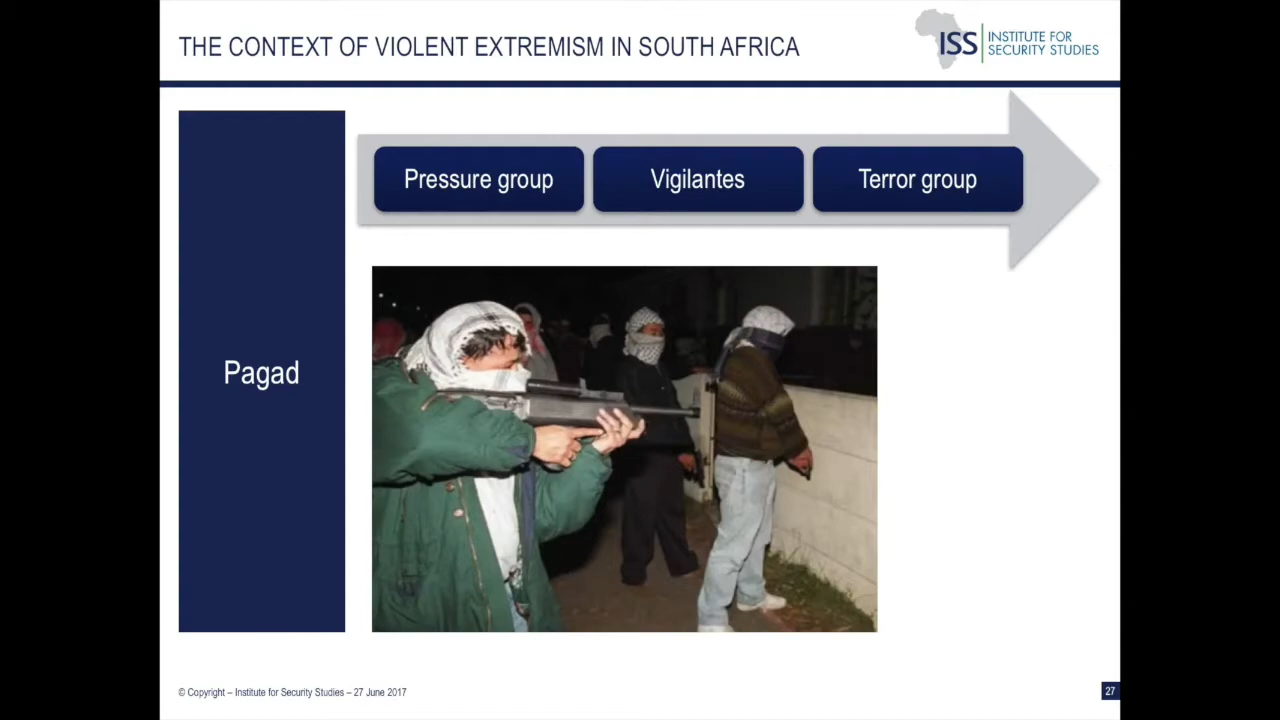 THE CONTEXT OF VIOLENT EXTREMISM IN SOUTH AFRICA
ISS
INSTITUTE FOR
SECURITY STUDIES
Pressure group
Vigilantes
Terror group
Pagad
© Copyright – Institute for Security Studies – 27 June 2017
27